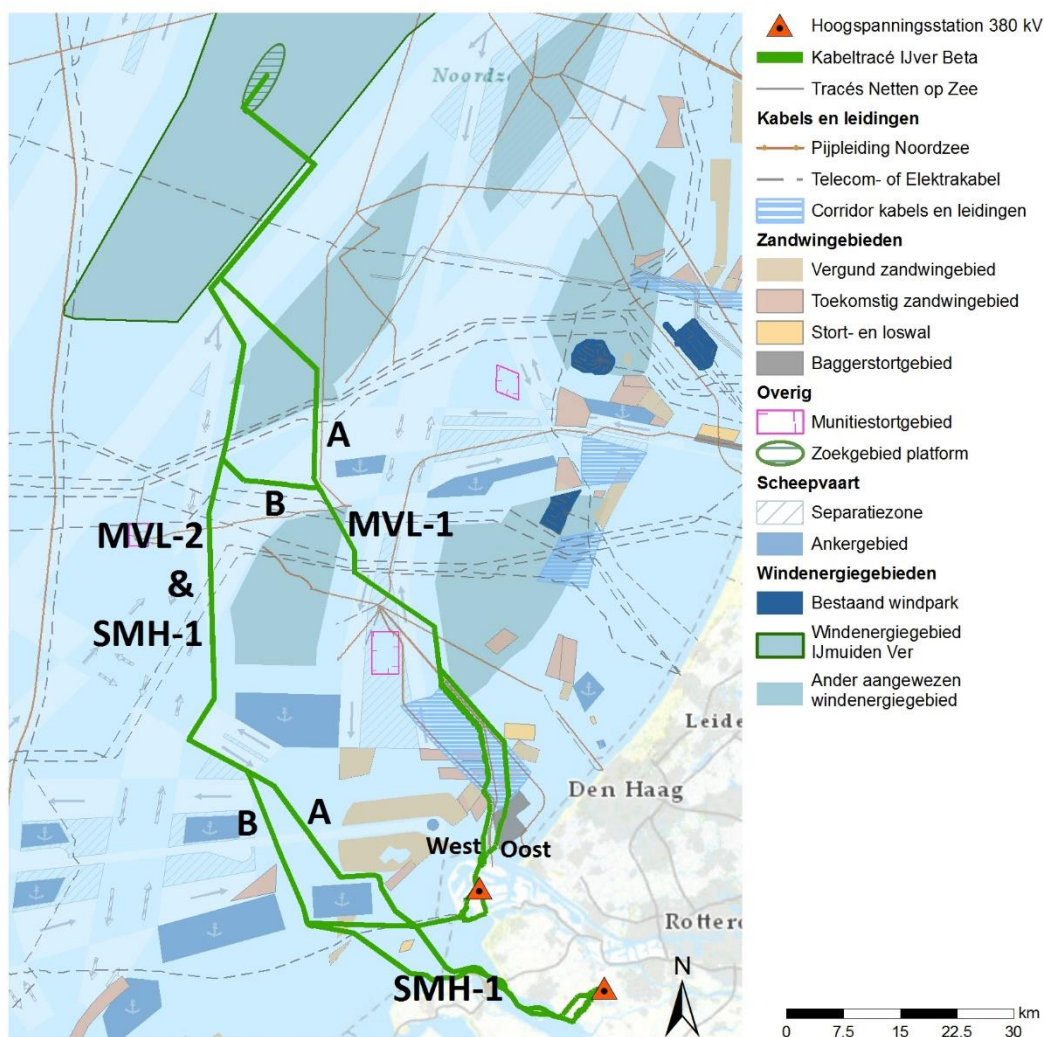 Noordze
A
B
MVL-2
&
SMH-1
MVL-1
Leide
Den Haag
B
A
West
Oost
Rottere
SMH-1
N
Hoogspanningsstation 380 kV
Kabeltracé IJver Beta
Tracés Netten op Zee
Kabels en leidingen
Pijpleiding Noordzee
Telecom- of Elektrakabel
Corridor kabels en leidingen
Zandwingebieden
Vergund zandwingebied
Toekomstig zandwingebied
Stort- en loswal
Baggerstortgebied
Overig
Munitiestortgebied
Zoekgebied platform
Scheepvaart
Separatiezone
Ankergebied
Windenergiegebieden
Bestaand windpark
Windenergiegebied
IJmuiden Ver
Ander aangewezen
windenergiegebied
km
0 7.5 15 22.5 30